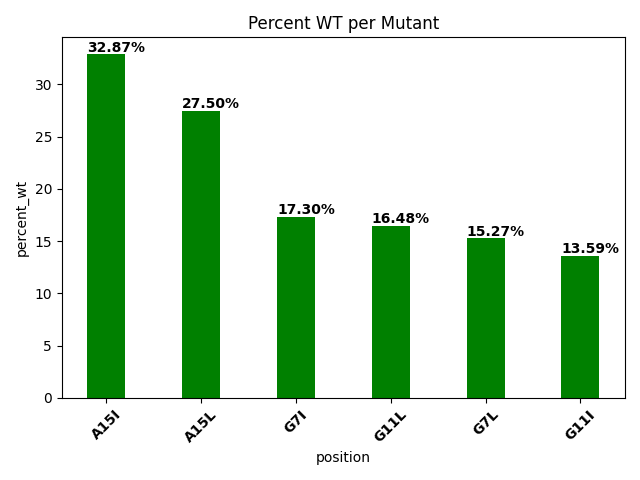 Percent WT per Mutant
percent_wt
30
25
20
15
10
5
0
32.87%
27.50%
17.30%
16.48%
15.27%
13.59%
A15I
A15L
G7I
G11L
G7L
G11I
position